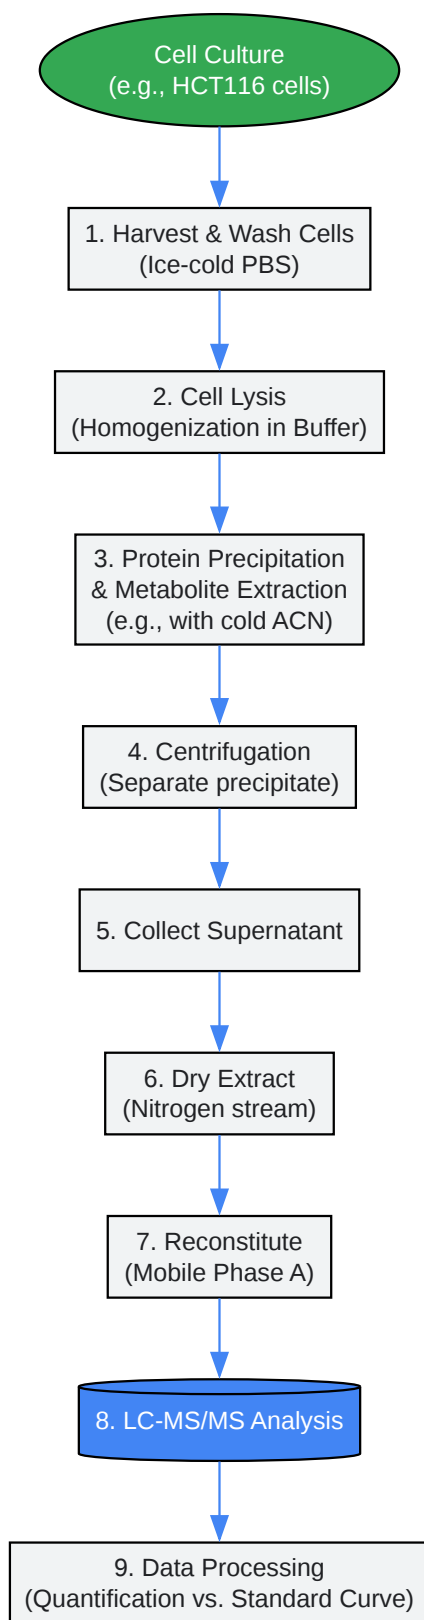 Cell Culture
(e.g., HCT116 cells)
1. Harvest & Wash Cells
(Ice-cold PBS)
2. Cell Lysis
(Homogenization in Buffer)
3. Protein Precipitation
& Metabolite Extraction
(e.g., with cold ACN)
4. Centrifugation
(Separate precipitate)
5. Collect Supernatant
6. Dry Extract
(Nitrogen stream)
7. Reconstitute
(Mobile Phase A)
8. LC-MS/MS Analysis
9. Data Processing
(Quantification vs. Standard Curve)